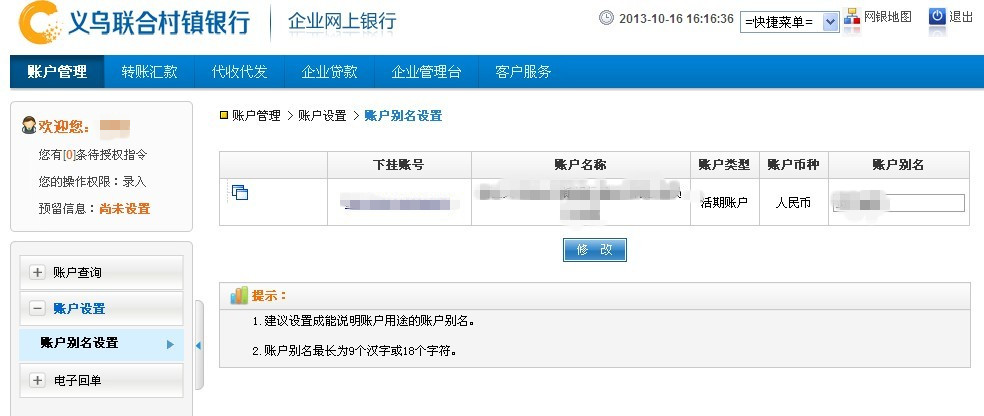 义乌联合村镇银行 企业网上银行 2013-10-16 16:16:36 =快捷菜单= 网银地图 退出
账户管理 转账汇款 代收代发 企业贷款 企业管理台 客户服务
欢迎您：
您有[0]条待授权指令
您的操作权限：录入
预留信息：尚未设置
账户查询
账户设置
账户别名设置
电子回单
账户管理 > 账户设置 > 账户别名设置
下挂账号 账户名称 账户类型 账户币种 账户别名
活期账户 人民币
修 改
提示：
1. 建议设置成能说明账户用途的账户别名。
2. 账户别名最长为9个汉字或18个字符。